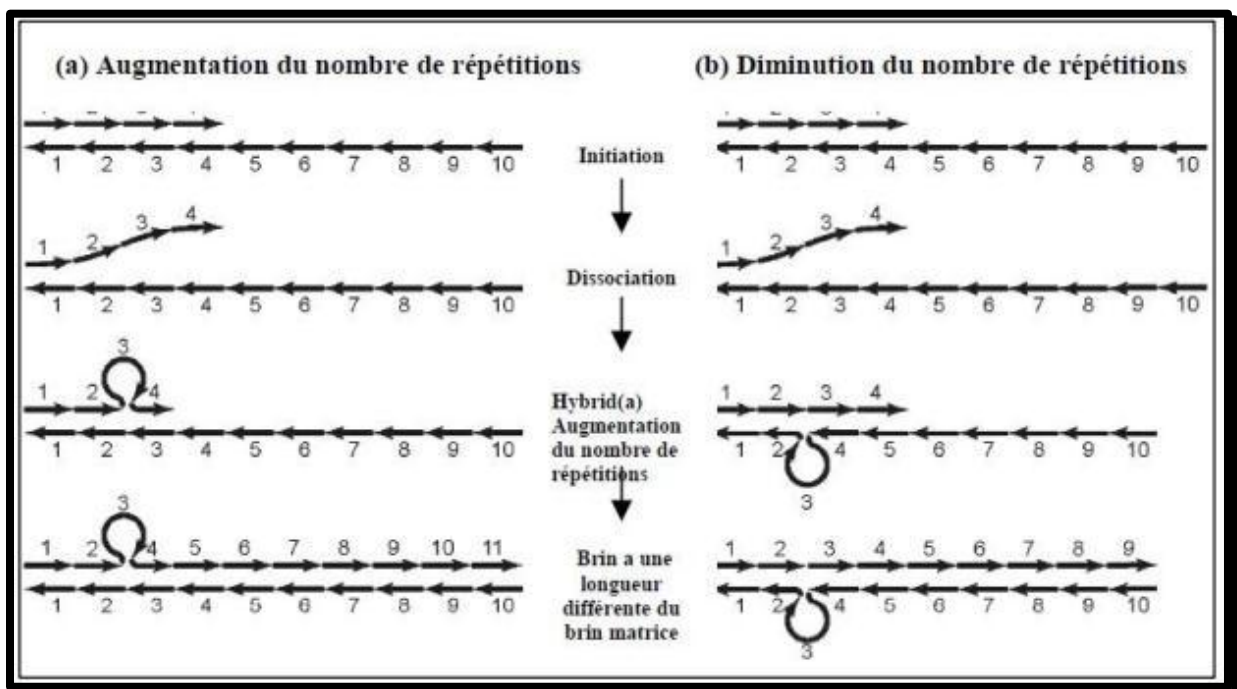 (a) Augmentation du nombre de répétitions
(b) Diminution du nombre de répétitions
1 2 3 4 5 6 7 8 9 10
Initiation
1 2 3 4 5 6 7 8 9 10
1 2 3 4
1 2 3 4 5 6 7 8 9 10
Dissociation
1 2 3 4
1 2 3 4 5 6 7 8 9 10
3
1 2 4
1 2 3 4 5 6 7 8 9 10
Hybrid(a)
Augmentation
du nombre de
répétitions
1 2 3 4
1 2 4 5 6 7 8 9 10
3
3
1 2 4 5 6 7 8 9 10 11
1 2 3 4 5 6 7 8 9 10
Brin a une
longueur
différente du
brin matrice
1 2 3 4 5 6 7 8 9
1 2 4 5 6 7 8 9 10
3